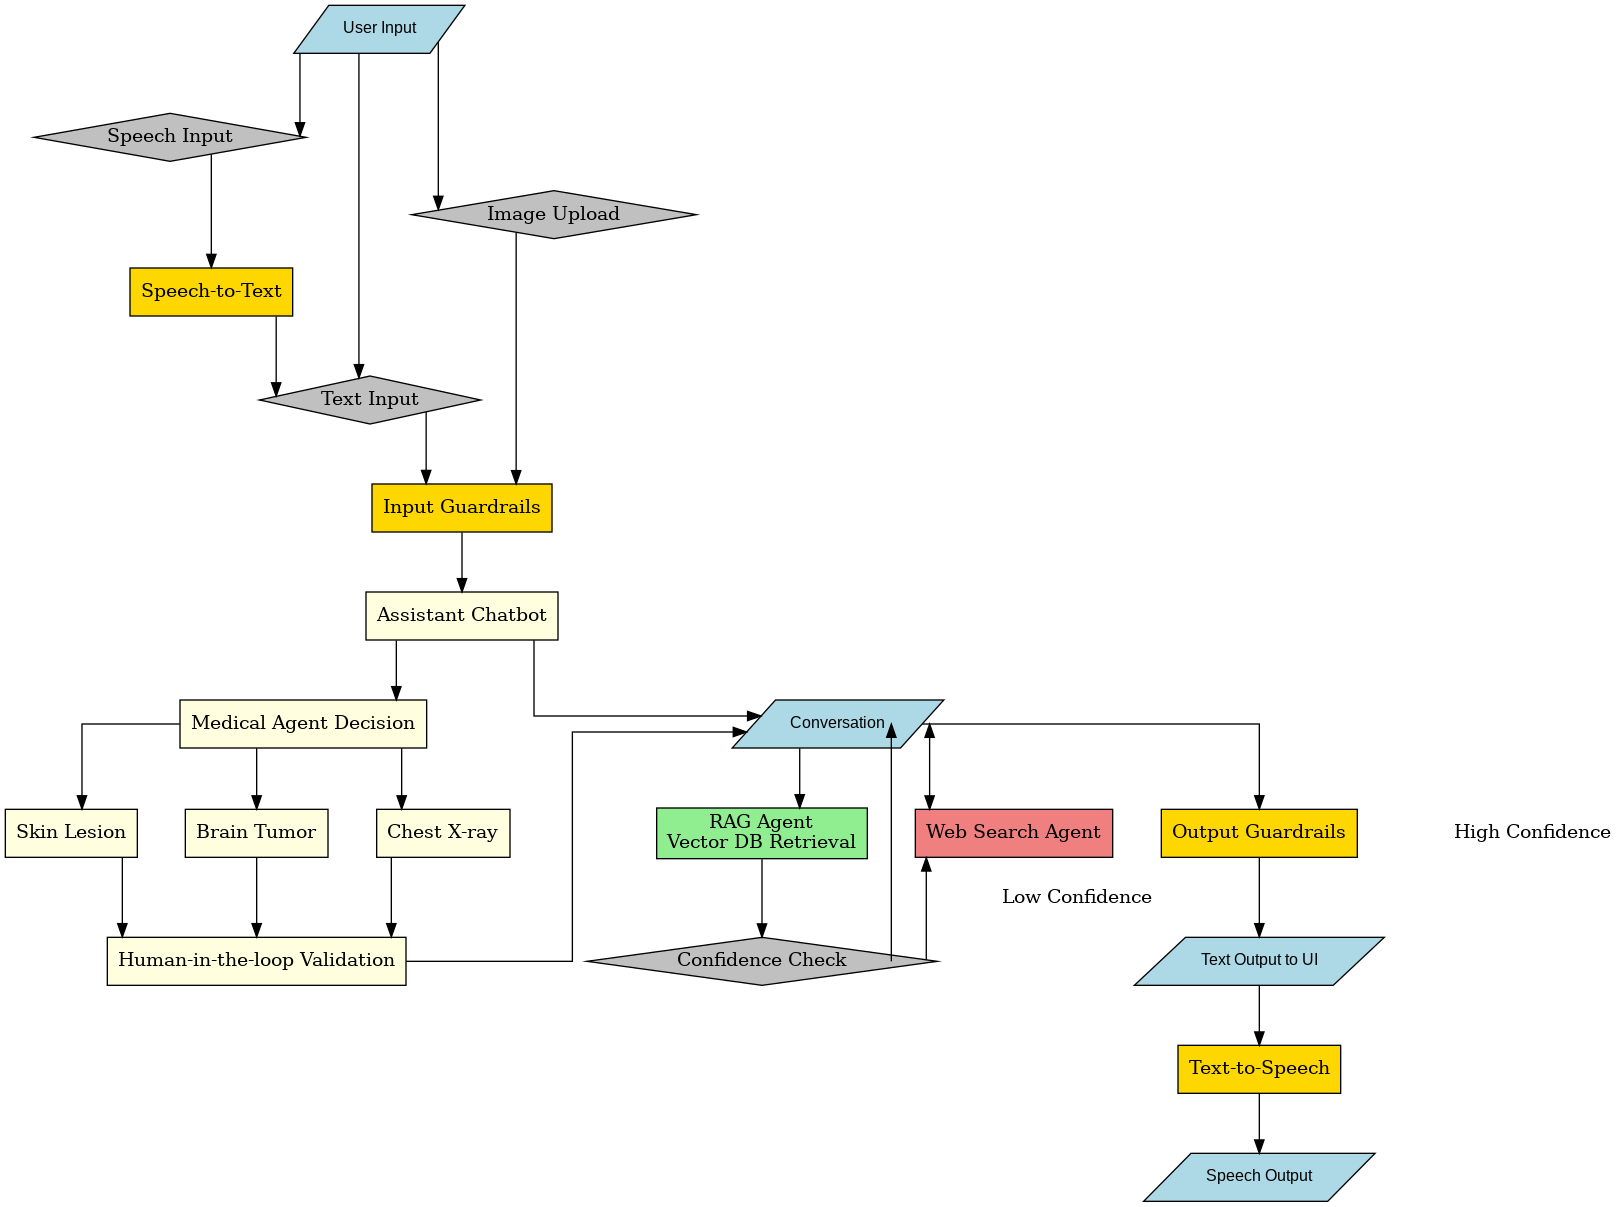 User Input
Speech Input
Image Upload
Speech-to-Text
Text Input
Input Guardrails
Assistant Chatbot
Medical Agent Decision
Conversation
Skin Lesion
Brain Tumor
Chest X-ray
RAG Agent
Vector DB Retrieval
Web Search Agent
Output Guardrails
High Confidence
Low Confidence
Human-in-the-loop Validation
Confidence Check
Text Output to UI
Text-to-Speech
Speech Output